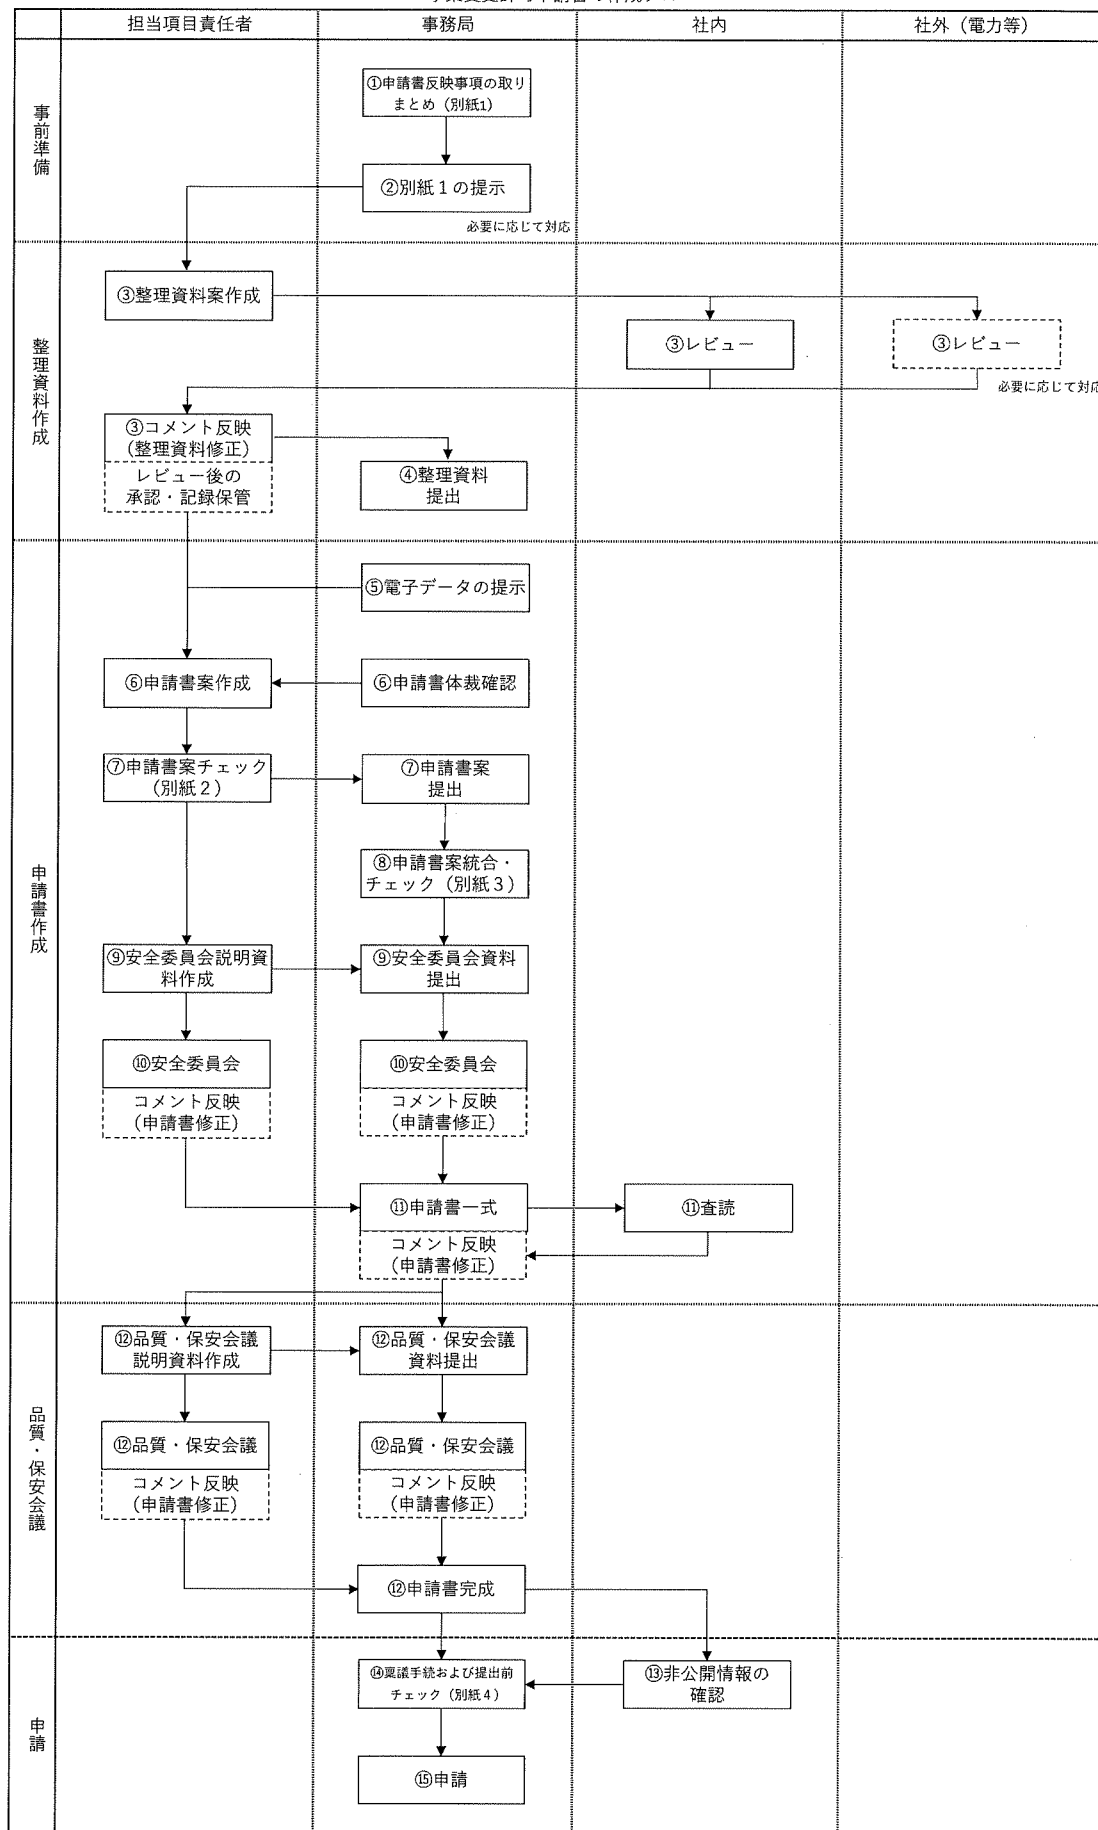 担当項目責任者
事務局
社内
社外（電力等）
事前準備
①申請書反映事項の取り
まとめ（別紙1）
②別紙１の提示
必要に応じて対応
整理資料作成
③整理資料案作成
③レビュー
③レビュー
必要に応じて対応
③コメント反映
（整理資料修正）
レビュー後の
承認・記録保管
④整理資料
提出
申請書作成
⑤電子データの提示
⑥申請書案作成
⑥申請書体裁確認
⑦申請書案チェック
（別紙２）
⑦申請書案
提出
⑧申請書案統合・
チェック（別紙３）
⑨安全委員会説明資
料作成
⑨安全委員会資料
提出
⑩安全委員会
コメント反映
（申請書修正）
⑩安全委員会
コメント反映
（申請書修正）
⑪申請書一式
コメント反映
（申請書修正）
⑪査読
品質・保安会議
⑫品質・保安会議
説明資料作成
⑫品質・保安会議
資料提出
⑫品質・保安会議
コメント反映
（申請書修正）
⑫品質・保安会議
コメント反映
（申請書修正）
⑫申請書完成
申請
⑭稟議手続および提出前
チェック（別紙４）
⑬非公開情報の
確認
⑮申請